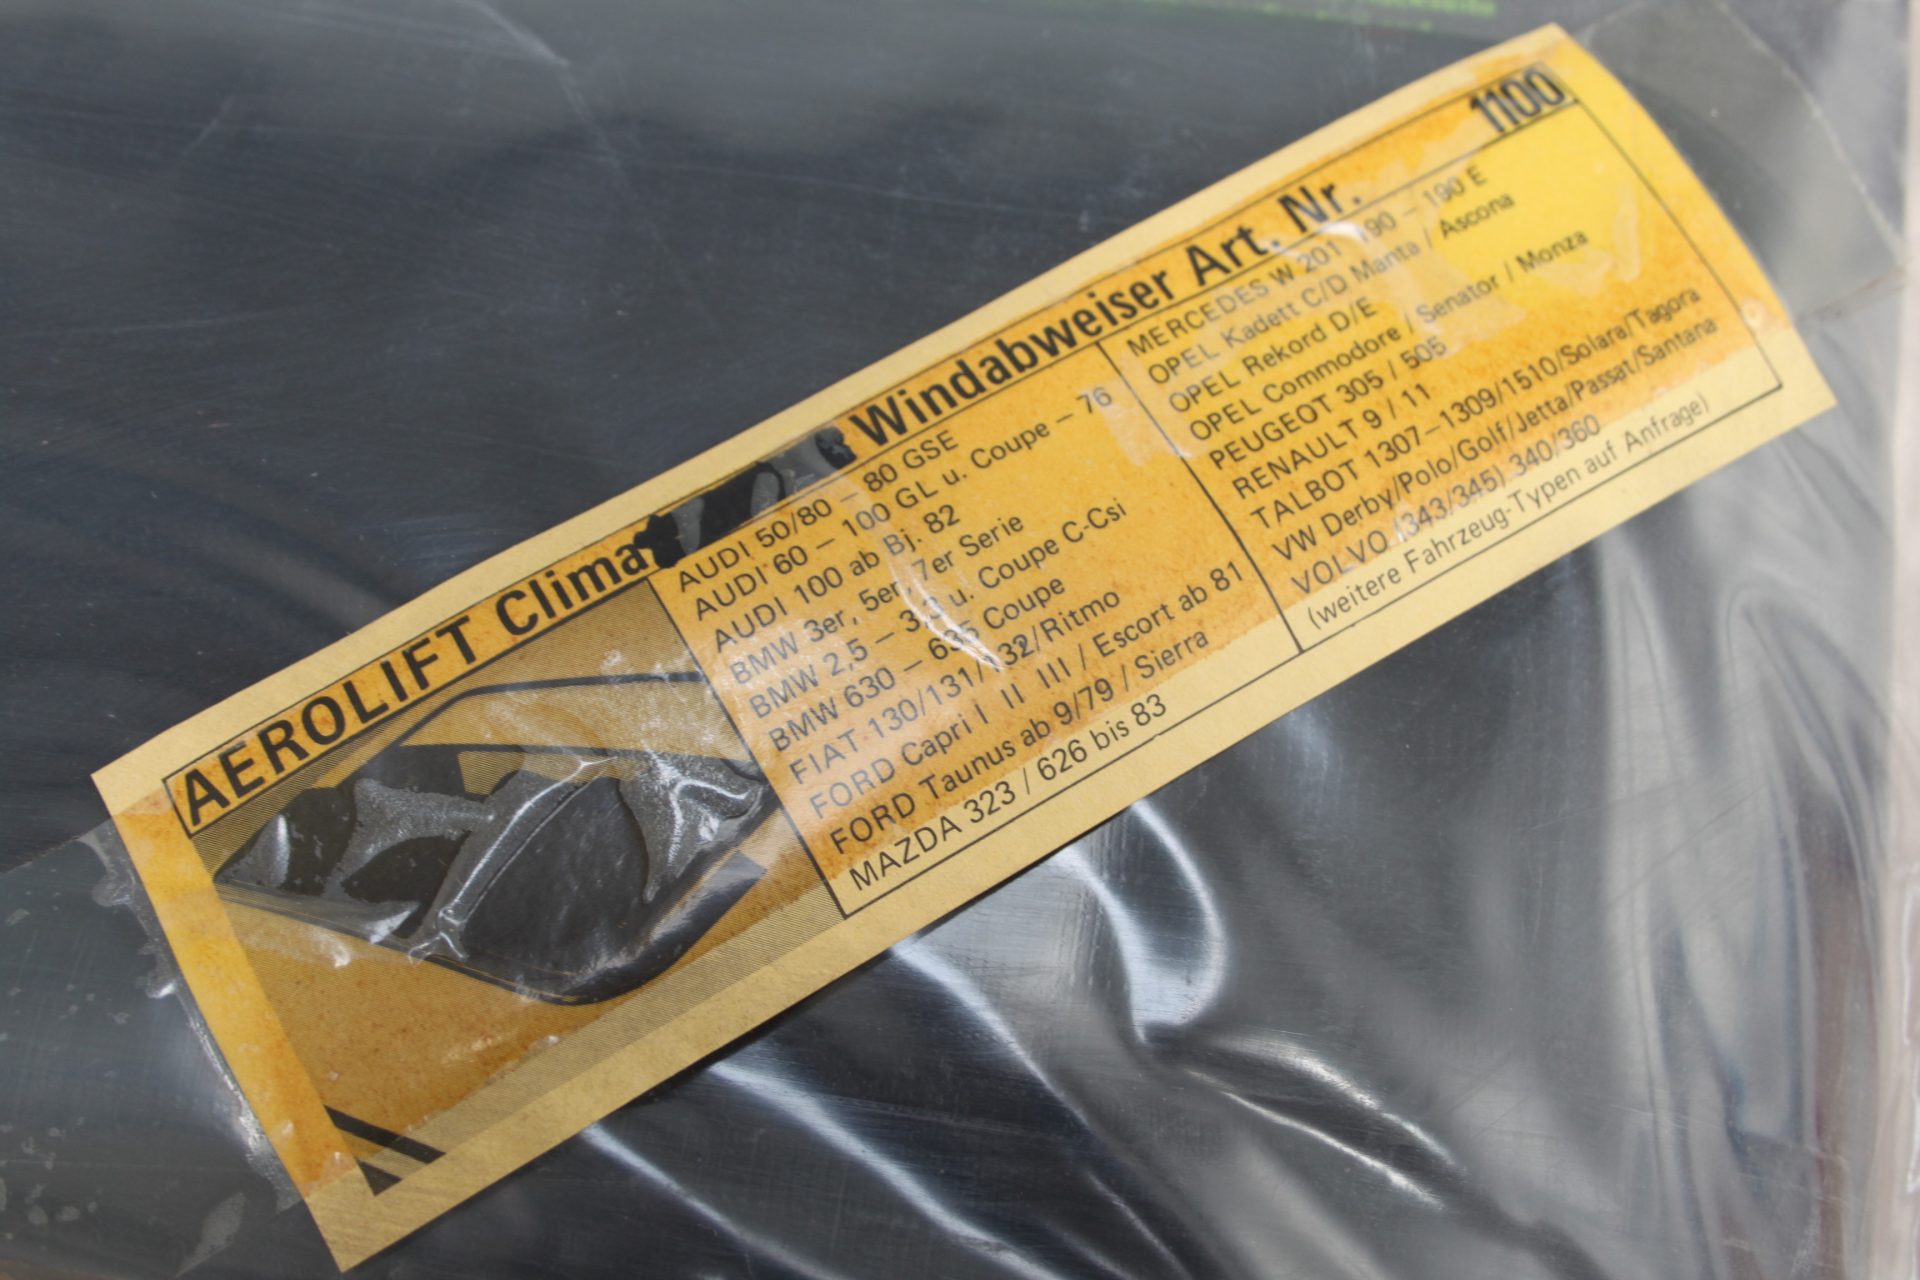 AEROLIFT Clima Windabweiser Art. Nr. 1100
AUDI 50/80 – 80 GSE
AUDI 60 – 100 GL u. Coupe – 76
AUDI 100 ab Bj. 82
BMW 3er, 5er, 7er Serie
BMW 2,5 – 3,3 u. Coupe C-Csi
BMW 630 – 635 Coupe
FIAT 130/131/132/Ritmo
FORD Capri I II III / Escort ab 81
FORD Taunus ab 9/79 / Sierra
MAZDA 323 / 626 bis 83
MERCEDES W 201 190 – 190 E
OPEL Kadett C/D Manta / Ascona
OPEL Rekord D/E
OPEL Commodore / Senator / Monza
PEUGEOT 305 / 505
RENAULT 9 / 11
TALBOT 1307–1309/1510/Solara/Tagora
VW Derby/Polo/Golf/Jetta/Passat/Santana
VOLVO (343/345) 340/360
(weitere Fahrzeug-Typen auf Anfrage)